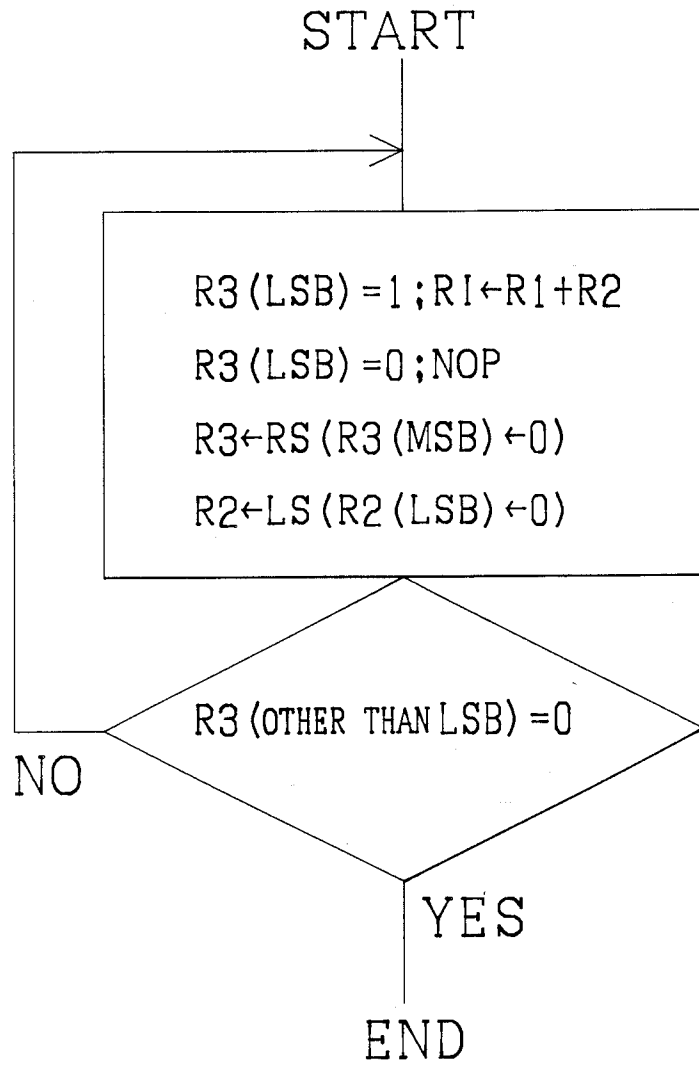 START
R3(LSB)=1;RI←R1+R2
R3(LSB)=0;NOP
R3←RS(R3(MSB)←0)
R2←LS(R2(LSB)←0)
R3(OTHER THAN LSB)=0
NO
YES
END